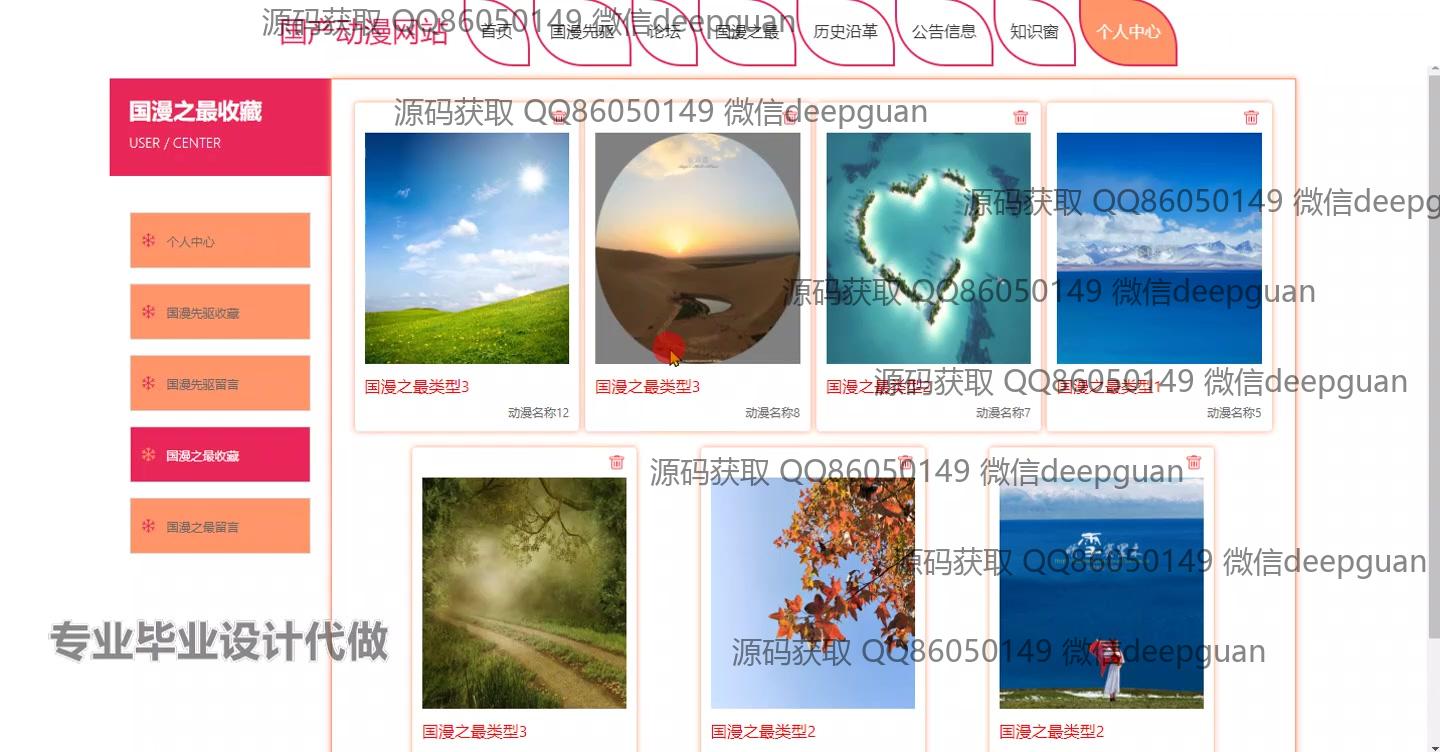 国产动漫网站
首页
国漫先驱
论坛
国漫之最
历史沿革
公告信息
知识窗
个人中心
源码获取 QQ86050149 微信deepguan
国漫之最收藏
USER / CENTER
源码获取 QQ86050149 微信deepguan
个人中心
国漫先驱收藏
国漫先驱留言
国漫之最收藏
国漫之最留言
源码获取 QQ86050149 微信deepg
源码获取 QQ86050149 微信deepguan
国漫之最类型3
国漫之最类型3
国漫之最类型2
国漫之最类型1
源码获取 QQ86050149 微信deepguan
动漫名称12
动漫名称8
动漫名称7
动漫名称5
源码获取 QQ86050149 微信deepguan
源码获取 QQ86050149 微信deepguan
专业毕业设计代做
源码获取 QQ86050149 微信deepguan
国漫之最类型3
国漫之最类型2
国漫之最类型2